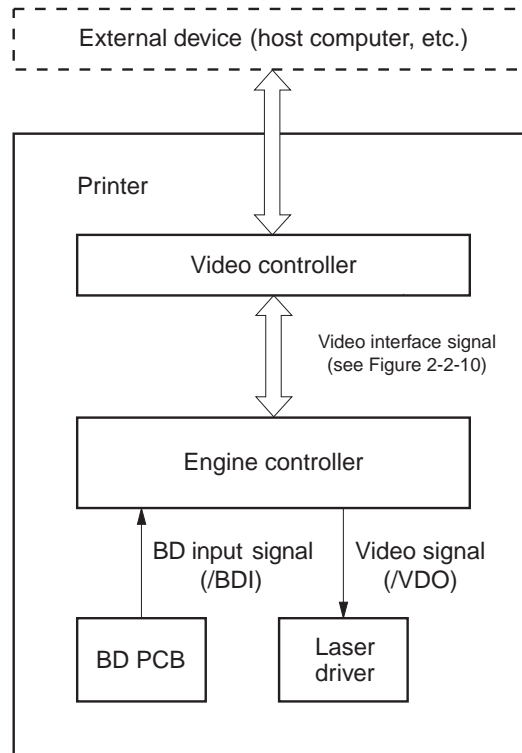 External device (host computer, etc.)
Printer
Video controller
Video interface signal
(see Figure 2-2-10)
Engine controller
BD input signal
(/BDI)
Video signal
(/VDO)
BD PCB
Laser
driver